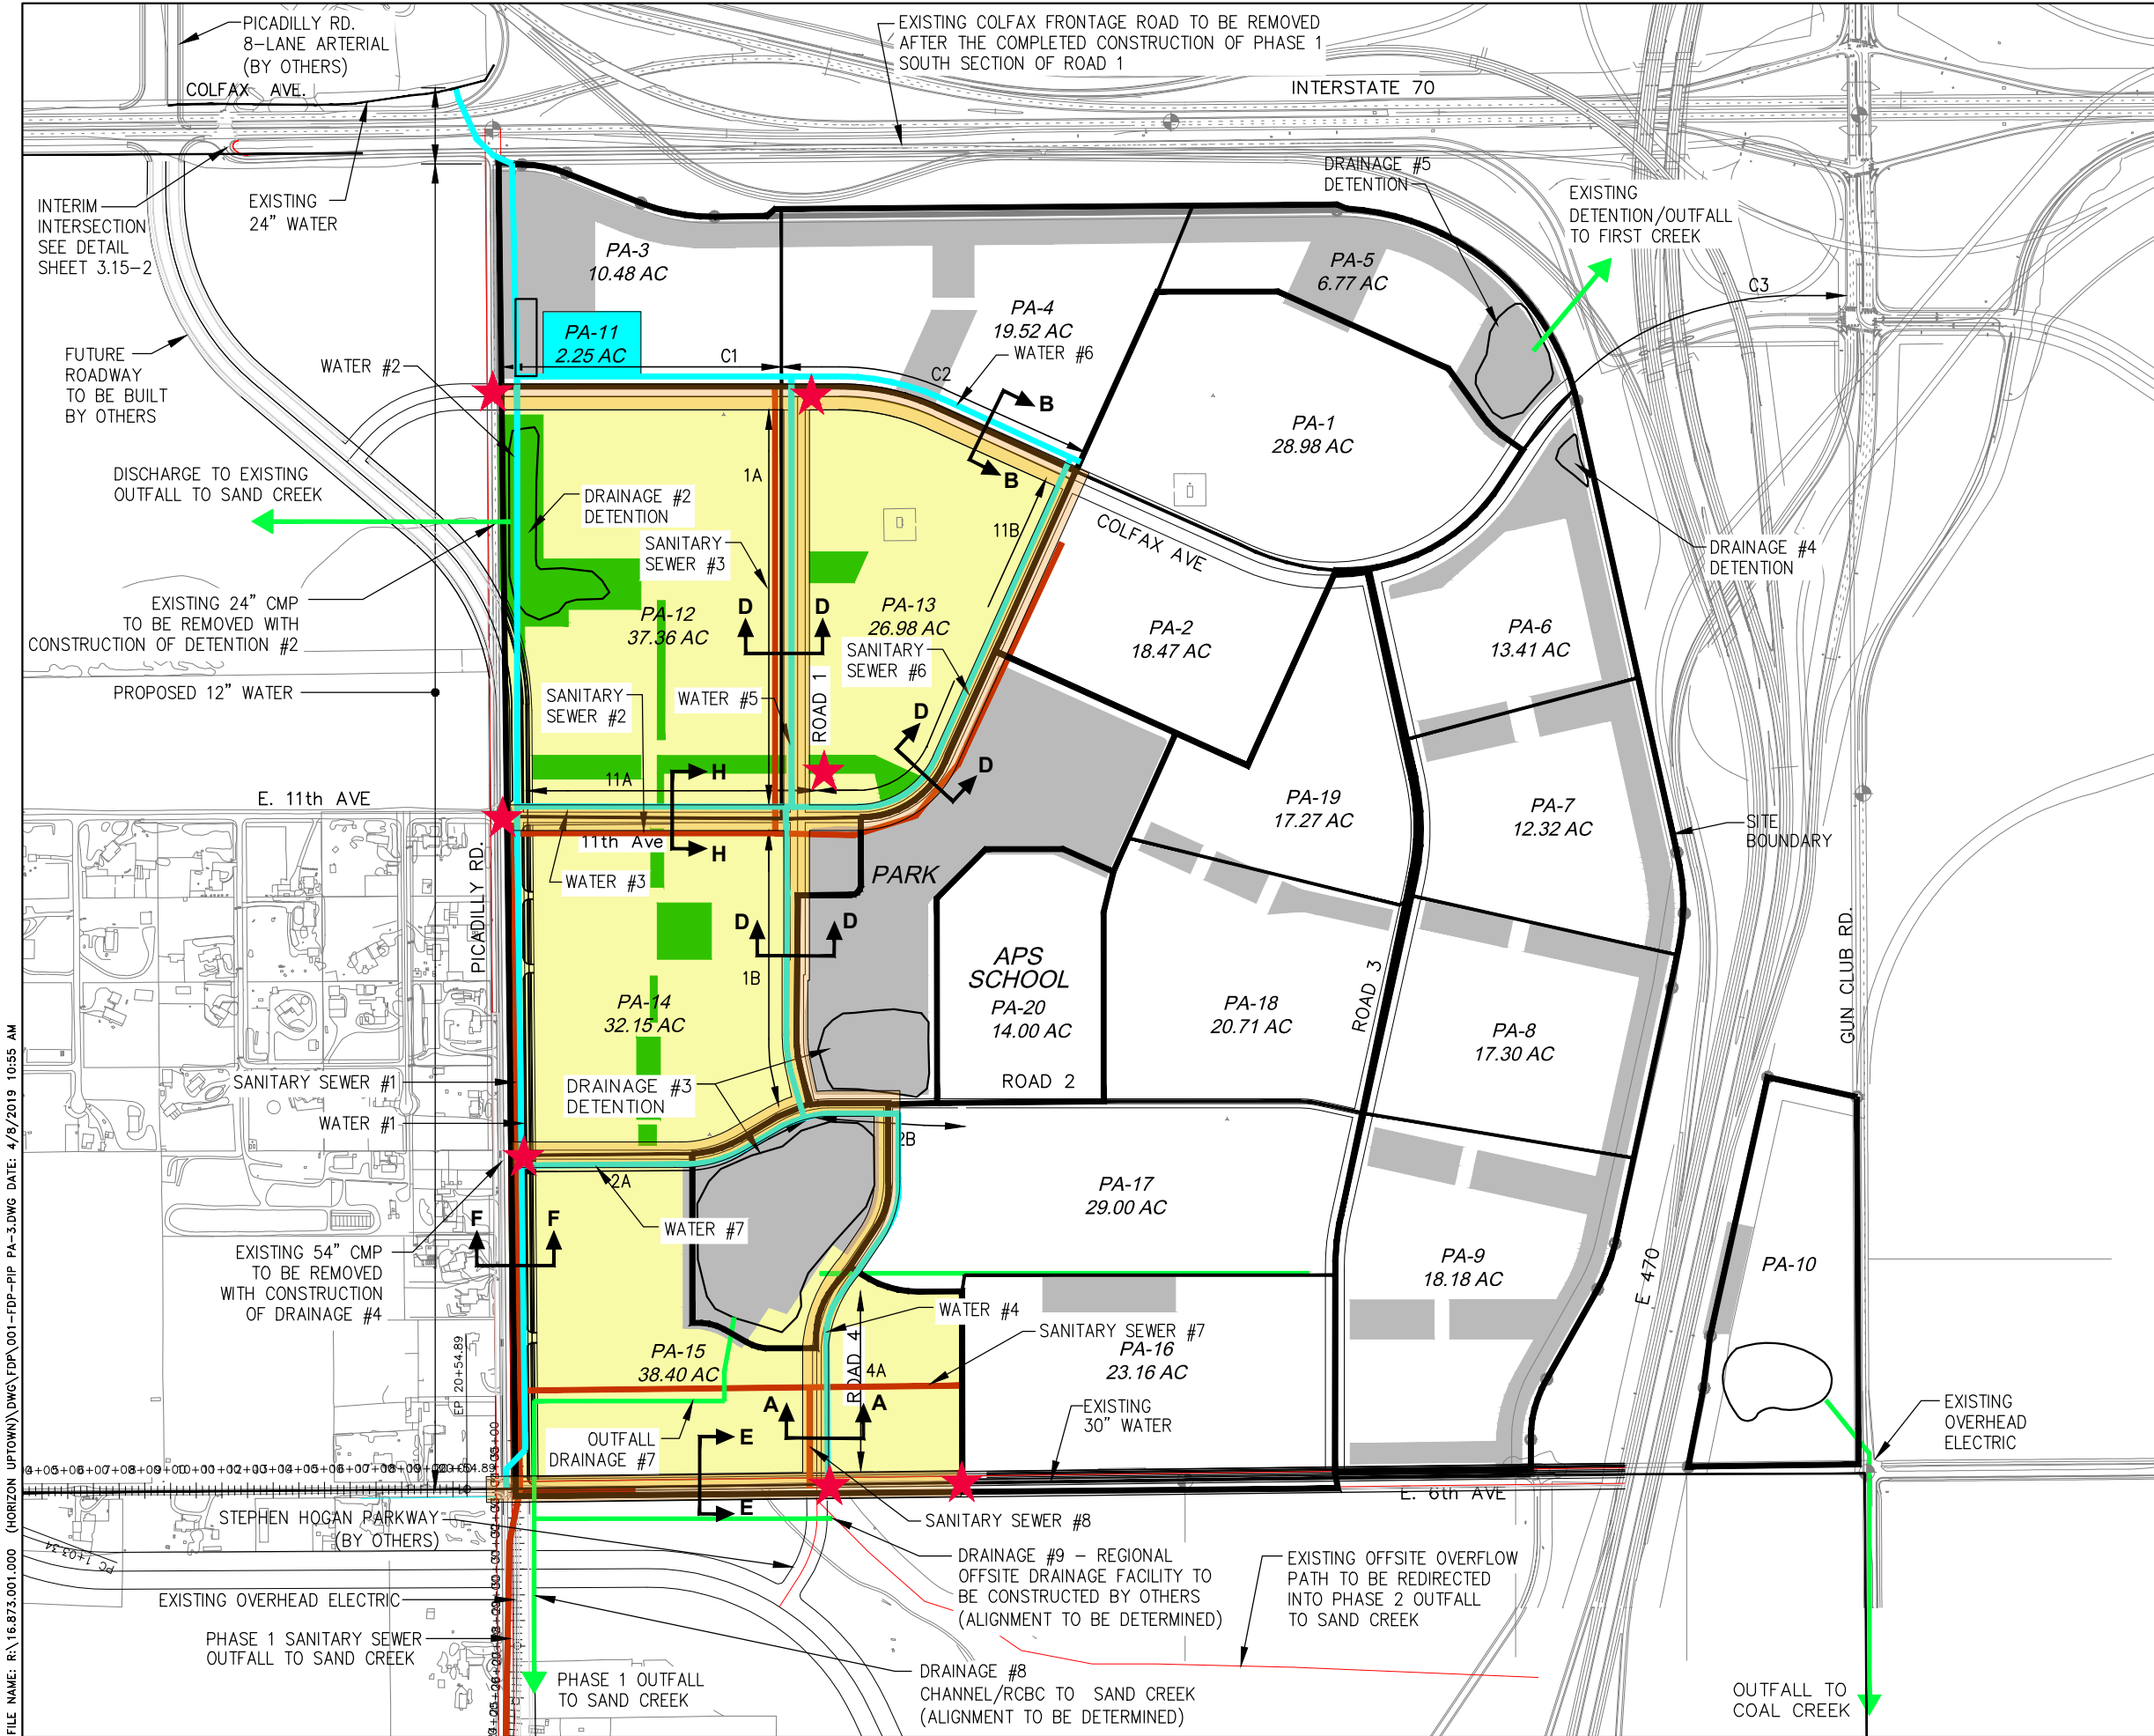 PICADILLY RD.
8-LANE ARTERIAL
(BY OTHERS)
COLFAX AVE.
EXISTING COLFAX FRONTAGE ROAD TO BE REMOVED
AFTER THE COMPLETED CONSTRUCTION OF PHASE 1
SOUTH SECTION OF ROAD 1
INTERSTATE 70
INTERIM
INTERSECTION
SEE DETAIL
SHEET 3.15-2
EXISTING
24" WATER
DRAINAGE #5
DETENTION
EXISTING
DETENTION/OUTFALL
TO FIRST CREEK
PA-3
10.48 AC
PA-5
6.77 AC
PA-4
19.52 AC
C3
PA-11
2.25 AC
C1
WATER #6
C2
FUTURE
ROADWAY
TO BE BUILT
BY OTHERS
WATER #2
B
B
PA-1
28.98 AC
DISCHARGE TO EXISTING
OUTFALL TO SAND CREEK
1A
DRAINAGE #2
DETENTION
SANITARY
SEWER #3
11B
COLFAX AVE
DRAINAGE #4
DETENTION
EXISTING 24" CMP
TO BE REMOVED WITH
CONSTRUCTION OF DETENTION #2
PA-12
37.36 AC
D
D
PA-13
26.98 AC
SANITARY
SEWER #6
PA-2
18.47 AC
PA-6
13.41 AC
PROPOSED 12" WATER
SANITARY
SEWER #2
WATER #5
ROAD 1
D
D
11A
H
E. 11th AVE
PA-19
17.27 AC
PA-7
12.32 AC
SITE
BOUNDARY
11th Ave
H
WATER #3
PARK
PICADILLY RD.
D
D
1B
APS
SCHOOL
PA-20
14.00 AC
PA-14
32.15 AC
PA-18
20.71 AC
ROAD 3
PA-8
17.30 AC
GUN CLUB RD.
SANITARY SEWER #1
DRAINAGE #3
DETENTION
ROAD 2
WATER #1
2B
2A
PA-17
29.00 AC
F
F
WATER #7
EXISTING 54" CMP
TO BE REMOVED
WITH CONSTRUCTION
OF DRAINAGE #4
PA-9
18.18 AC
E 470
PA-10
WATER #4
SANITARY SEWER #7
PA-16
23.16 AC
PA-15
38.40 AC
ROAD 4
4A
EP 20+54.89
A
A
EXISTING
30" WATER
EXISTING
OVERHEAD
ELECTRIC
OUTFALL
DRAINAGE #7
E
E
E. 6th AVE
STEPHEN HOGAN PARKWAY
(BY OTHERS)
SANITARY SEWER #8
PC 1+03.34
DRAINAGE #9 - REGIONAL
OFFSITE DRAINAGE FACILITY TO
BE CONSTRUCTED BY OTHERS
(ALIGNMENT TO BE DETERMINED)
EXISTING OFFSITE OVERFLOW
PATH TO BE REDIRECTED
INTO PHASE 2 OUTFALL
TO SAND CREEK
EXISTING OVERHEAD ELECTRIC
PHASE 1 SANITARY SEWER
OUTFALL TO SAND CREEK
PHASE 1 OUTFALL
TO SAND CREEK
DRAINAGE #8
CHANNEL/RCBC TO SAND CREEK
(ALIGNMENT TO BE DETERMINED)
OUTFALL TO
COAL CREEK
FILE NAME: R:\16.873.001.000 (HORIZON UPTOWN)\DWG\FDP\001-FDP-PIP PA-3.DWG DATE: 4/8/2019 10:55 AM